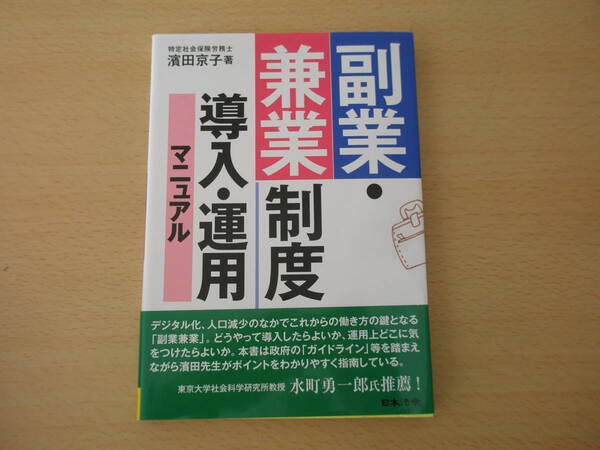 特定社会保険労務士
濱田京子著
副業・
兼業
制度
導入・運用
マニュアル
デジタル化、人口減少のなかでこれからの働き方の鍵となる
「副業兼業」。どうやって導入したらよいか、運用上どこに気
をつけたらよいか。本書は政府の「ガイドライン」等を踏まえ
ながら濱田先生がポイントをわかりやすく指南している。
東京大学社会科学研究所教授 水町勇一郎氏推薦！
日本法令